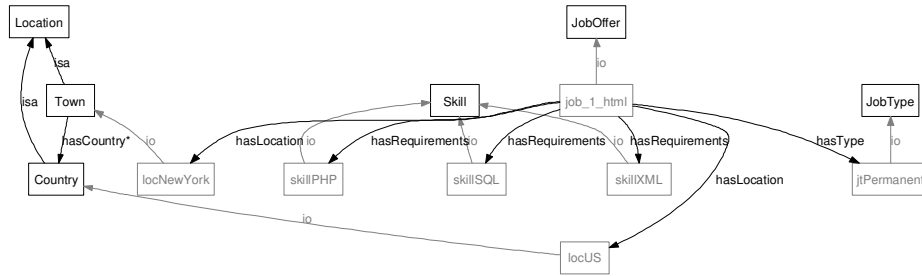 Location
JobOffer
isa
io
isa
Town
Skill
job_1_html
JobType
hasCountry*
io
hasLocation
io
hasRequirements
io
hasRequirements
io
hasRequirements
hasType
io
Country
locNewYork
skillPHP
skillSQL
skillXML
hasLocation
jtPermanent
io
locUS